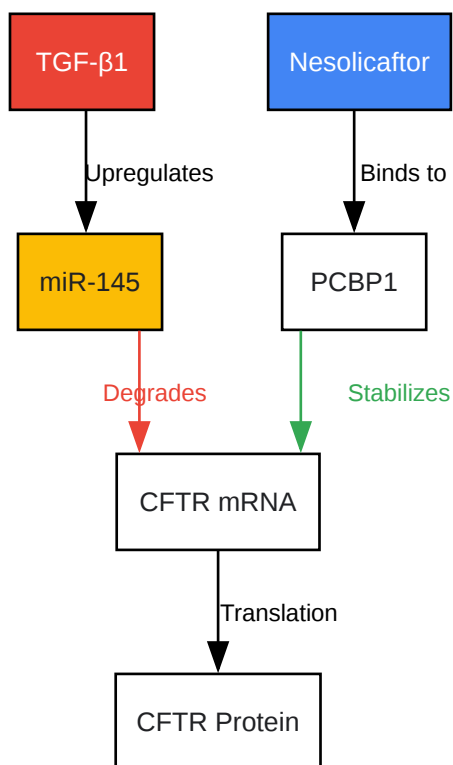 TGF-β1
Nesolicaftor
Upregulates
Binds to
miR-145
PCBP1
Degrades
Stabilizes
CFTR mRNA
Translation
CFTR Protein